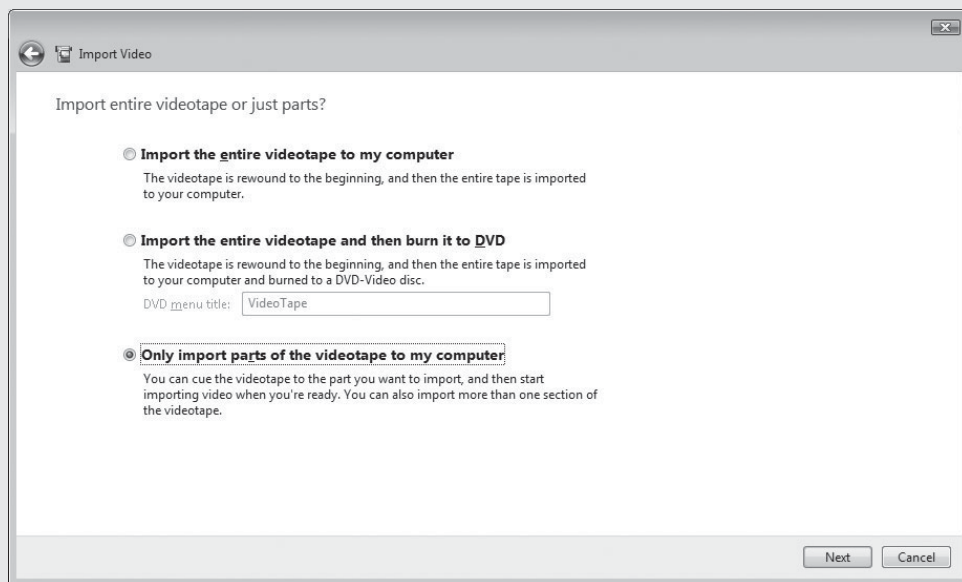 Import Video
Import entire videotape or just parts?
Import the entire videotape to my computer
The videotape is rewound to the beginning, and then the entire tape is imported
to your computer.
Import the entire videotape and then burn it to DVD
The videotape is rewound to the beginning, and then the entire tape is imported
to your computer and burned to a DVD-Video disc.
DVD menu title: VideoTape
Only import parts of the videotape to my computer
You can cue the videotape to the part you want to import, and then start
importing video when you're ready. You can also import more than one section of
the videotape.
Next Cancel